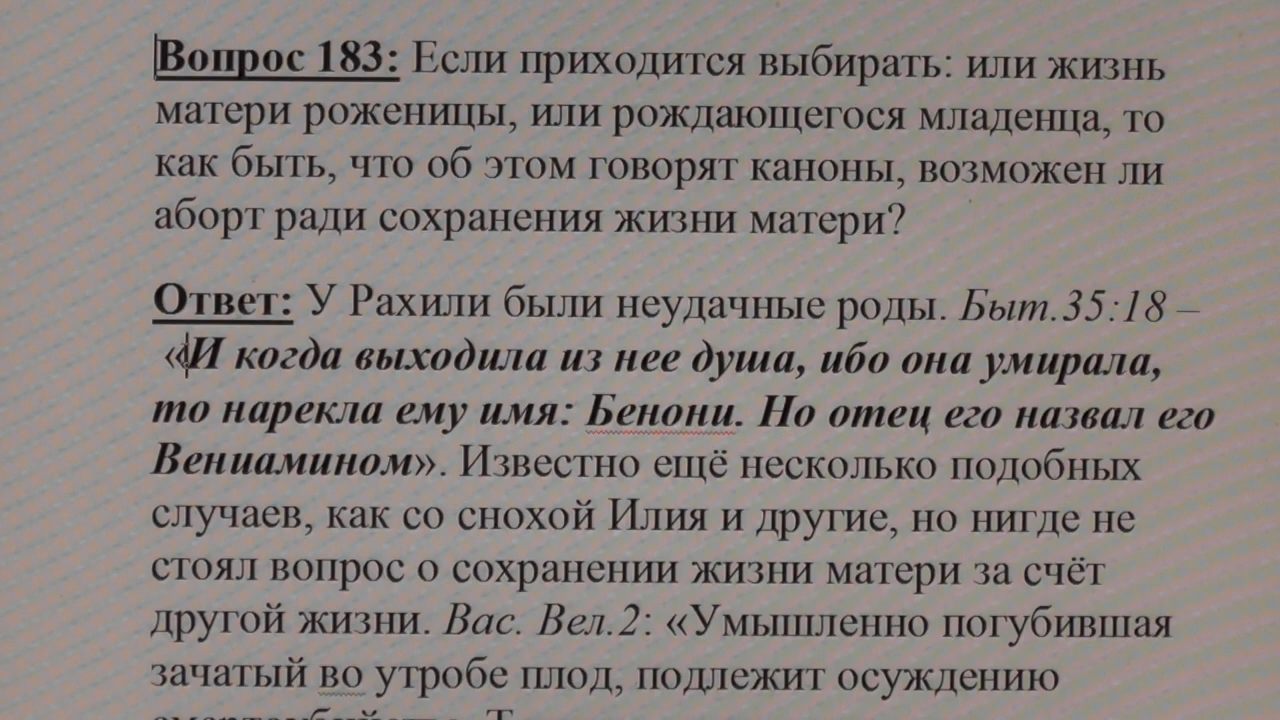 Вопрос 183: Если приходится выбирать: или жизнь
матери роженицы, или рождающегося младенца, то
как быть, что об этом говорят каноны, возможен ли
аборт ради сохранения жизни матери?
Ответ: У Рахили были неудачные роды. Быт.35:18 –
«И когда выходила из нее душа, ибо она умирала,
то нарекла ему имя: Бенони. Но отец его назвал его
Вениамином». Известно ещё несколько подобных
случаев, как со снохой Илия и другие, но нигде не
стоял вопрос о сохранении жизни матери за счёт
другой жизни. Вас. Вел.2: «Умышленно погубившая
зачатый во утробе плод, подлежит осуждению